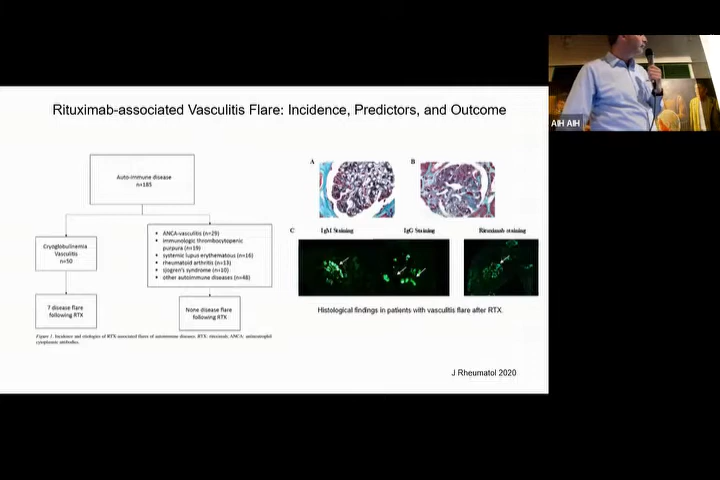 Rituximab-associated Vasculitis Flare: Incidence, Predictors, and Outcome
AIH AIH
Auto-immune disease
n=185
Cryoglobulinemia
Vasculitis
n=50
• ANCA-vasculitis (n=29)
• immunologic thrombocytopenic
purpura (n=19)
• systemic lupus erythematous (n=16)
• rheumatoid arthritis (n=13)
• sjogren's syndrome (n=10)
• other autoimmune diseases (n=48)
7 disease flare
following RTX
None disease flare
following RTX
Figure 1. Incidence and etiologies of RTX-associated flares of autoimmune diseases. RTX: rituximab; ANCA: antineutrophil
cytoplasmic antibodies.
A
B
C
IgM Staining
IgG Staining
Rituximab staining
Histological findings in patients with vasculitis flare after RTX.
J Rheumatol 2020